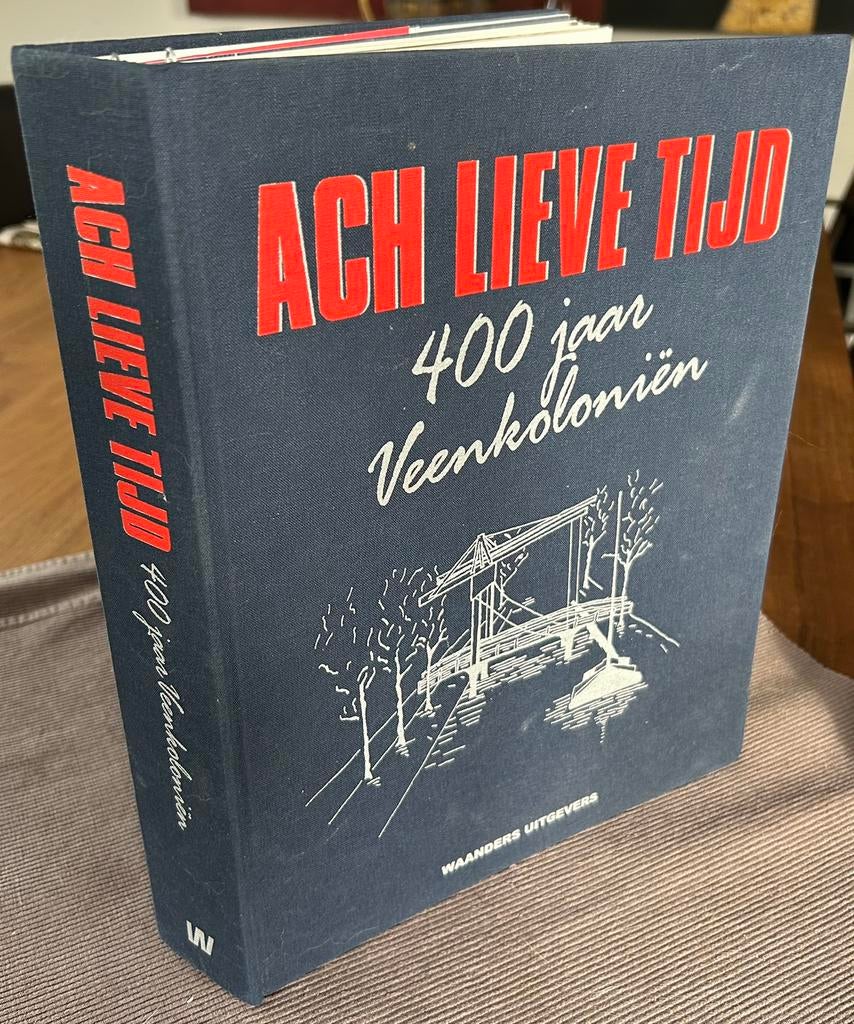 ACH LIEVE TIJD
400 jaar
Veenkoloniën
WAANDERS UITGEVERS
ACH LIEVE TIJD 400 jaar Veenkoloniën
W